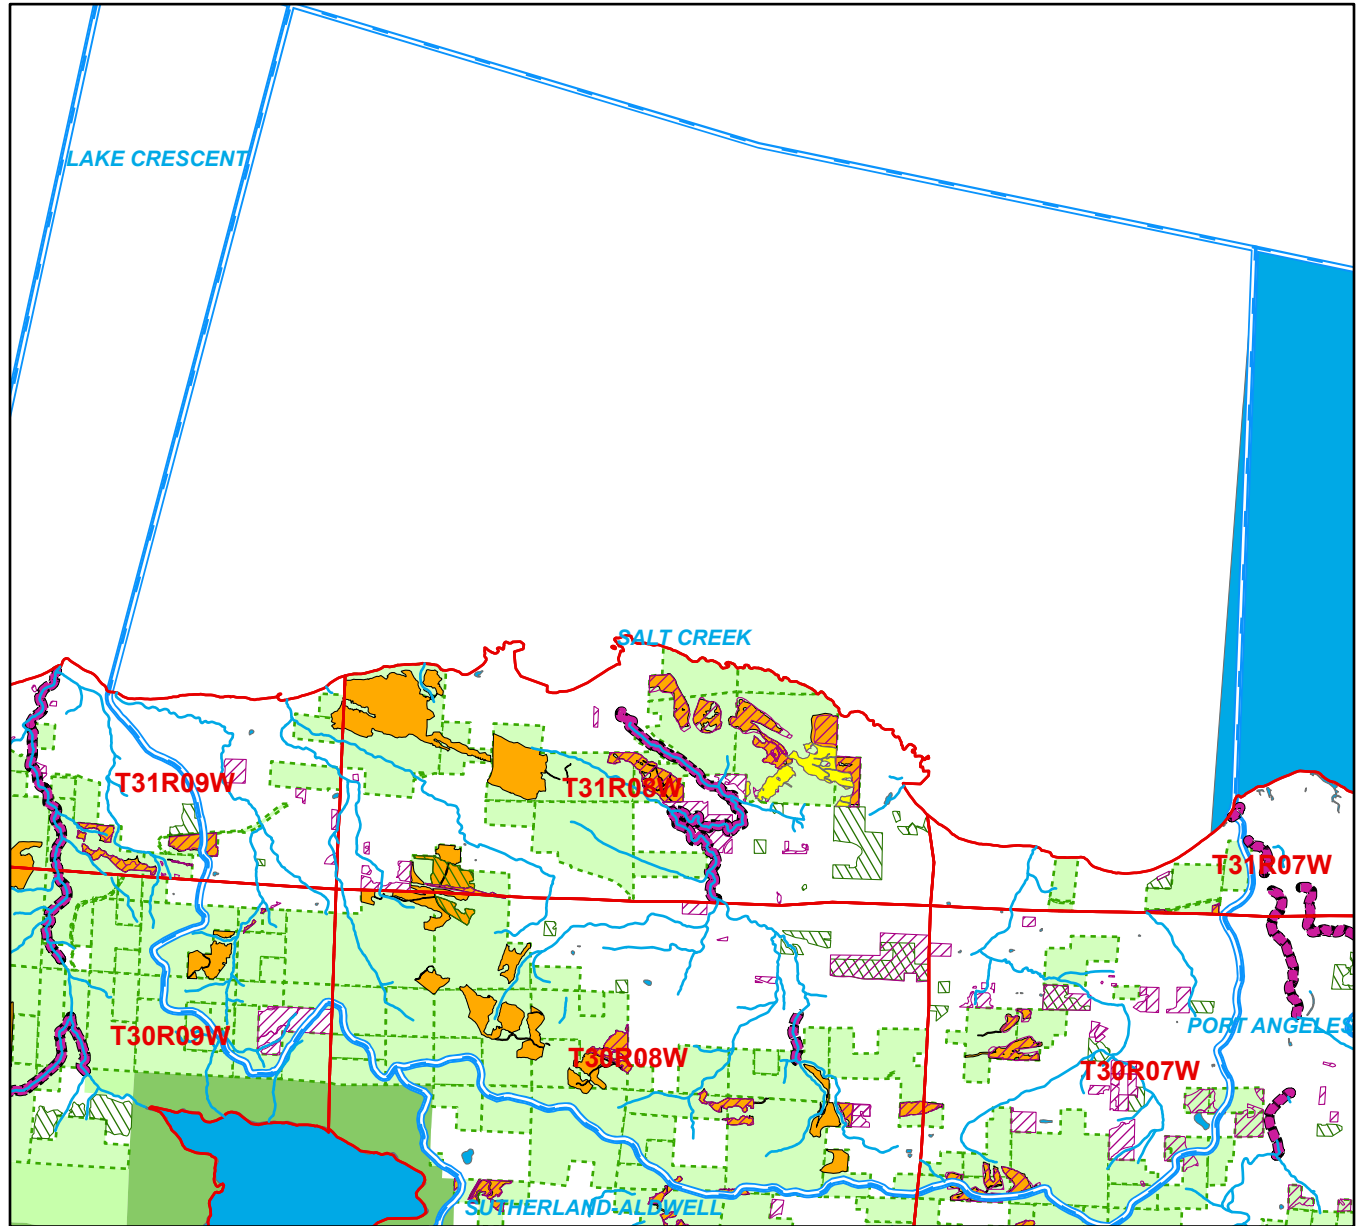 LAKE CRESCENT
SALT CREEK
T31R09W
T31R08W
T31R07W
PORT ANGELES
T30R09W
T30R08W
T30R07W
SUTHERLAND-ALDWELL